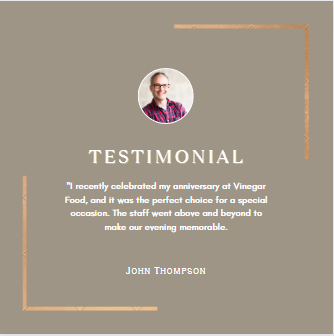 TESTIMONIAL
"I recently celebrated my anniversary at Vinegar
Food, and it was the perfect choice for a special
occasion. The staff went above and beyond to
make our evening memorable.
John Thompson